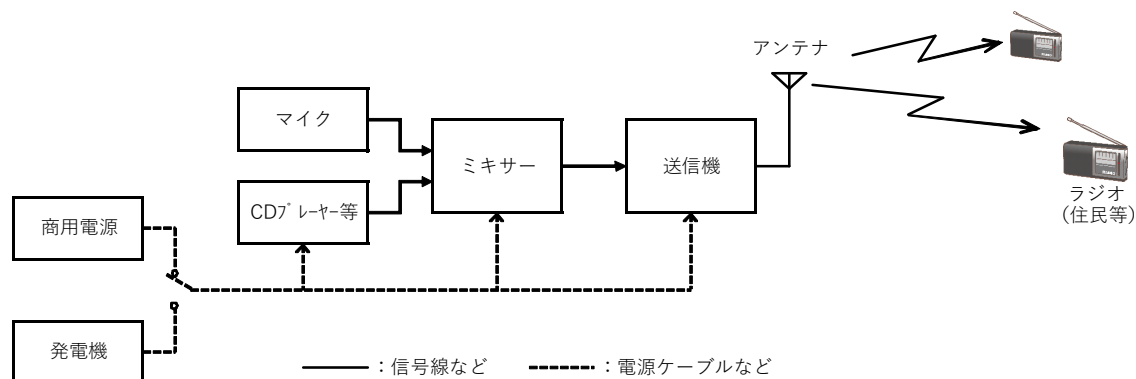 アンテナ
マイク
ミキサー
送信機
CDﾌﾟﾚｰﾔｰ等
商用電源
ラジオ
(住民等)
発電機
：信号線など
：電源ケーブルなど